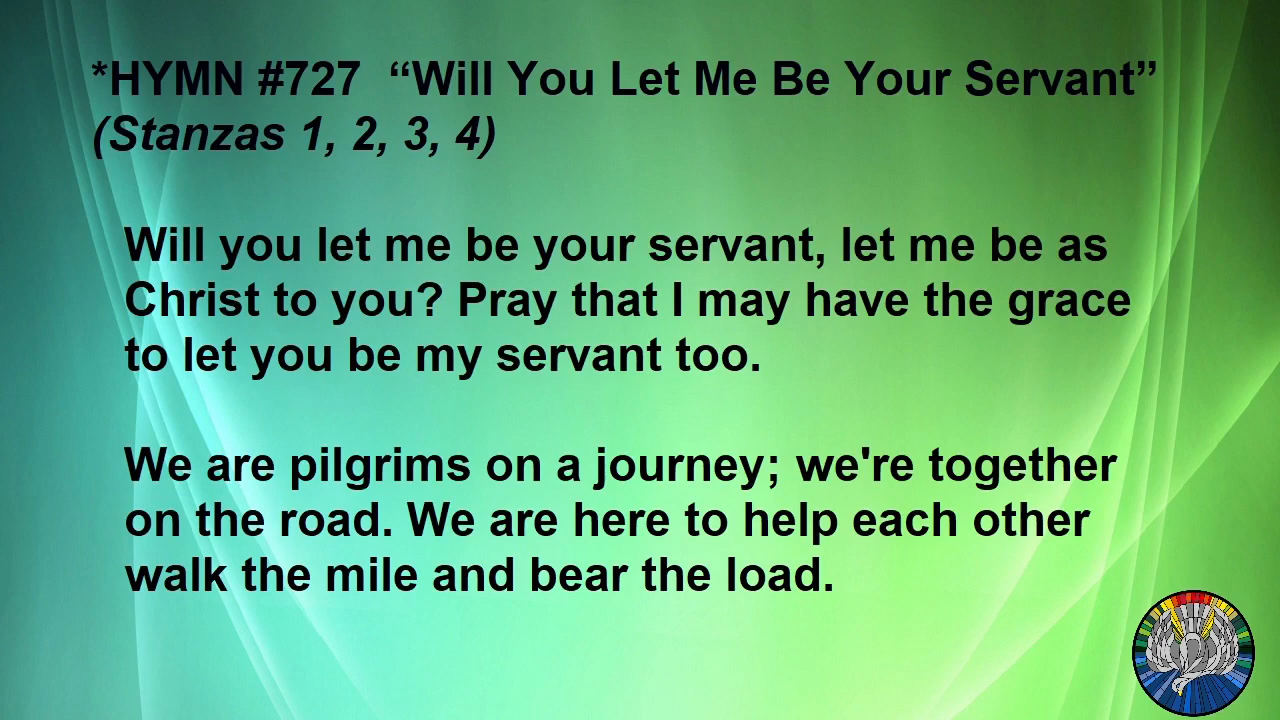 *HYMN #727  “Will You Let Me Be Your Servant”
(Stanzas 1, 2, 3, 4)
Will you let me be your servant, let me be as
Christ to you? Pray that I may have the grace
to let you be my servant too.
We are pilgrims on a journey; we're together
on the road. We are here to help each other
walk the mile and bear the load.